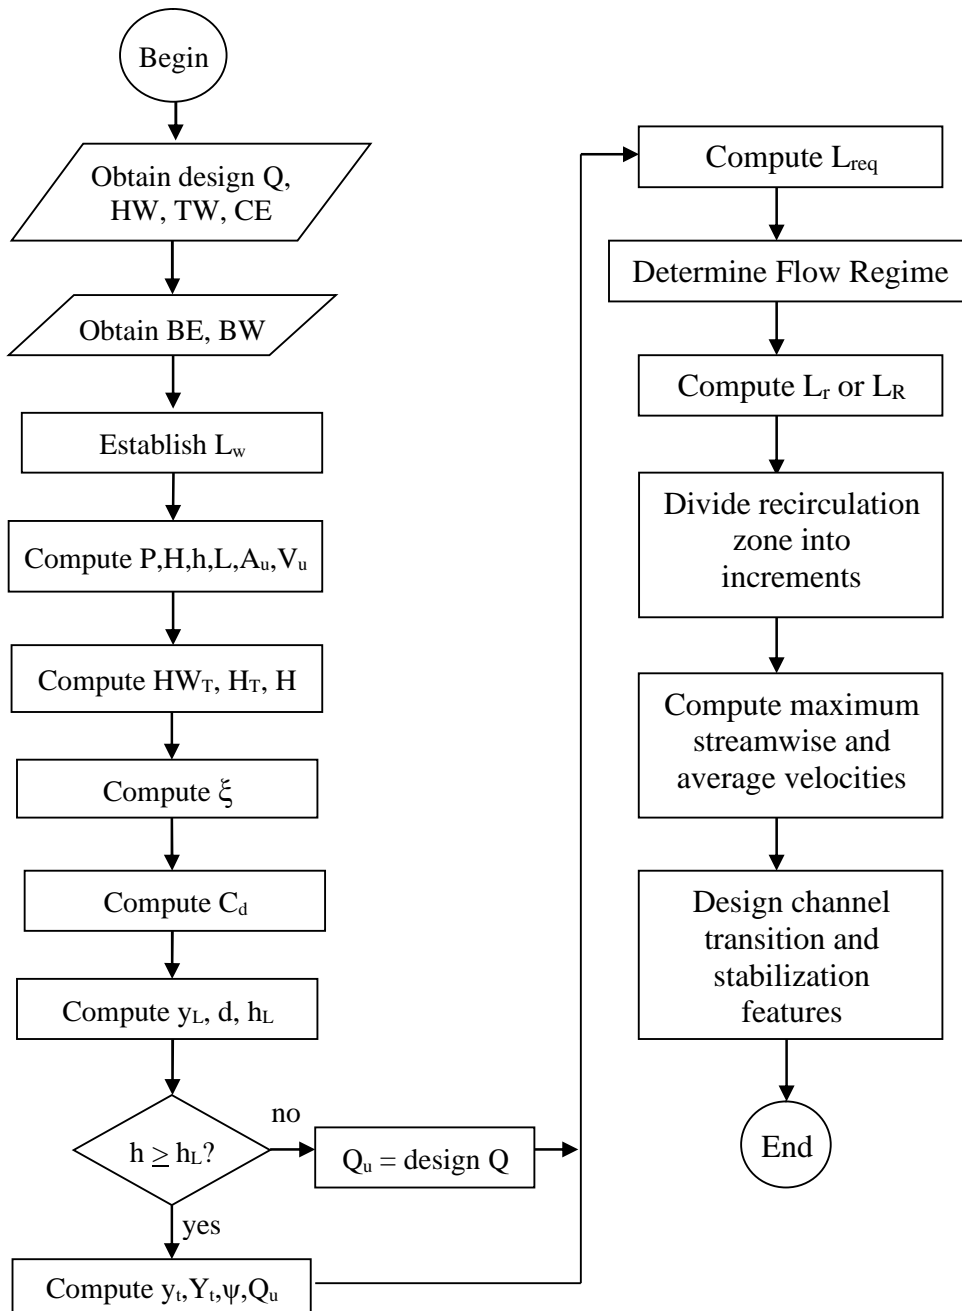 Begin
Obtain design Q,
HW, TW, CE
Obtain BE, BW
Establish Lw
Compute P,H,h,L,Au,Vu
Compute HWT, HT, H
Compute ξ
Compute Cd
Compute yL, d, hL
h ≥ hL?
no
Qu = design Q
yes
Compute yt,Yt,ψ,Qu
Compute Lreq
Determine Flow Regime
Compute Lr or LR
Divide recirculation
zone into
increments
Compute maximum
streamwise and
average velocities
Design channel
transition and
stabilization
features
End